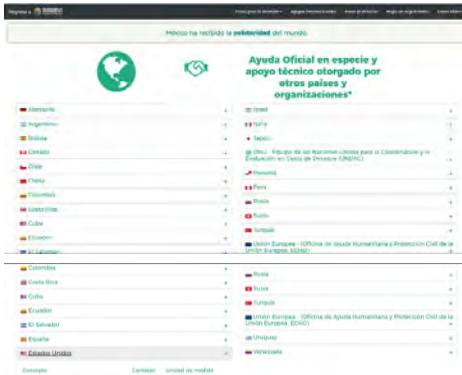 Regresar a
México ha recibido la solidaridad del mundo.
Ayuda Oficial en especie y
apoyo técnico otorgado por
otros países y
organizaciones*
Alemania +
Argentina +
Bolivia +
Canadá +
Chile +
China +
Colombia +
Costa Rica +
Cuba +
Ecuador +
El Salvador
Israel +
Italia +
Japón +
ONU - Equipo de las Naciones Unidas para la Coordinación y la +
Evaluación en Casos de Desastre (UNDAC)
Panamá +
Perú +
Rusia +
Suiza +
Turquía +
Unión Europea - (Oficina de Ayuda Humanitaria y Protección Civil de la +
Unión Europea, ECHO)
Colombia +
Costa Rica +
Cuba +
Ecuador +
El Salvador +
España +
Estados Unidos
Concepto Cantidad Unidad de medida
Rusia +
Suiza +
Turquía +
Unión Europea - (Oficina de Ayuda Humanitaria y Protección Civil de la +
Unión Europea, ECHO)
Uruguay +
Venezuela +